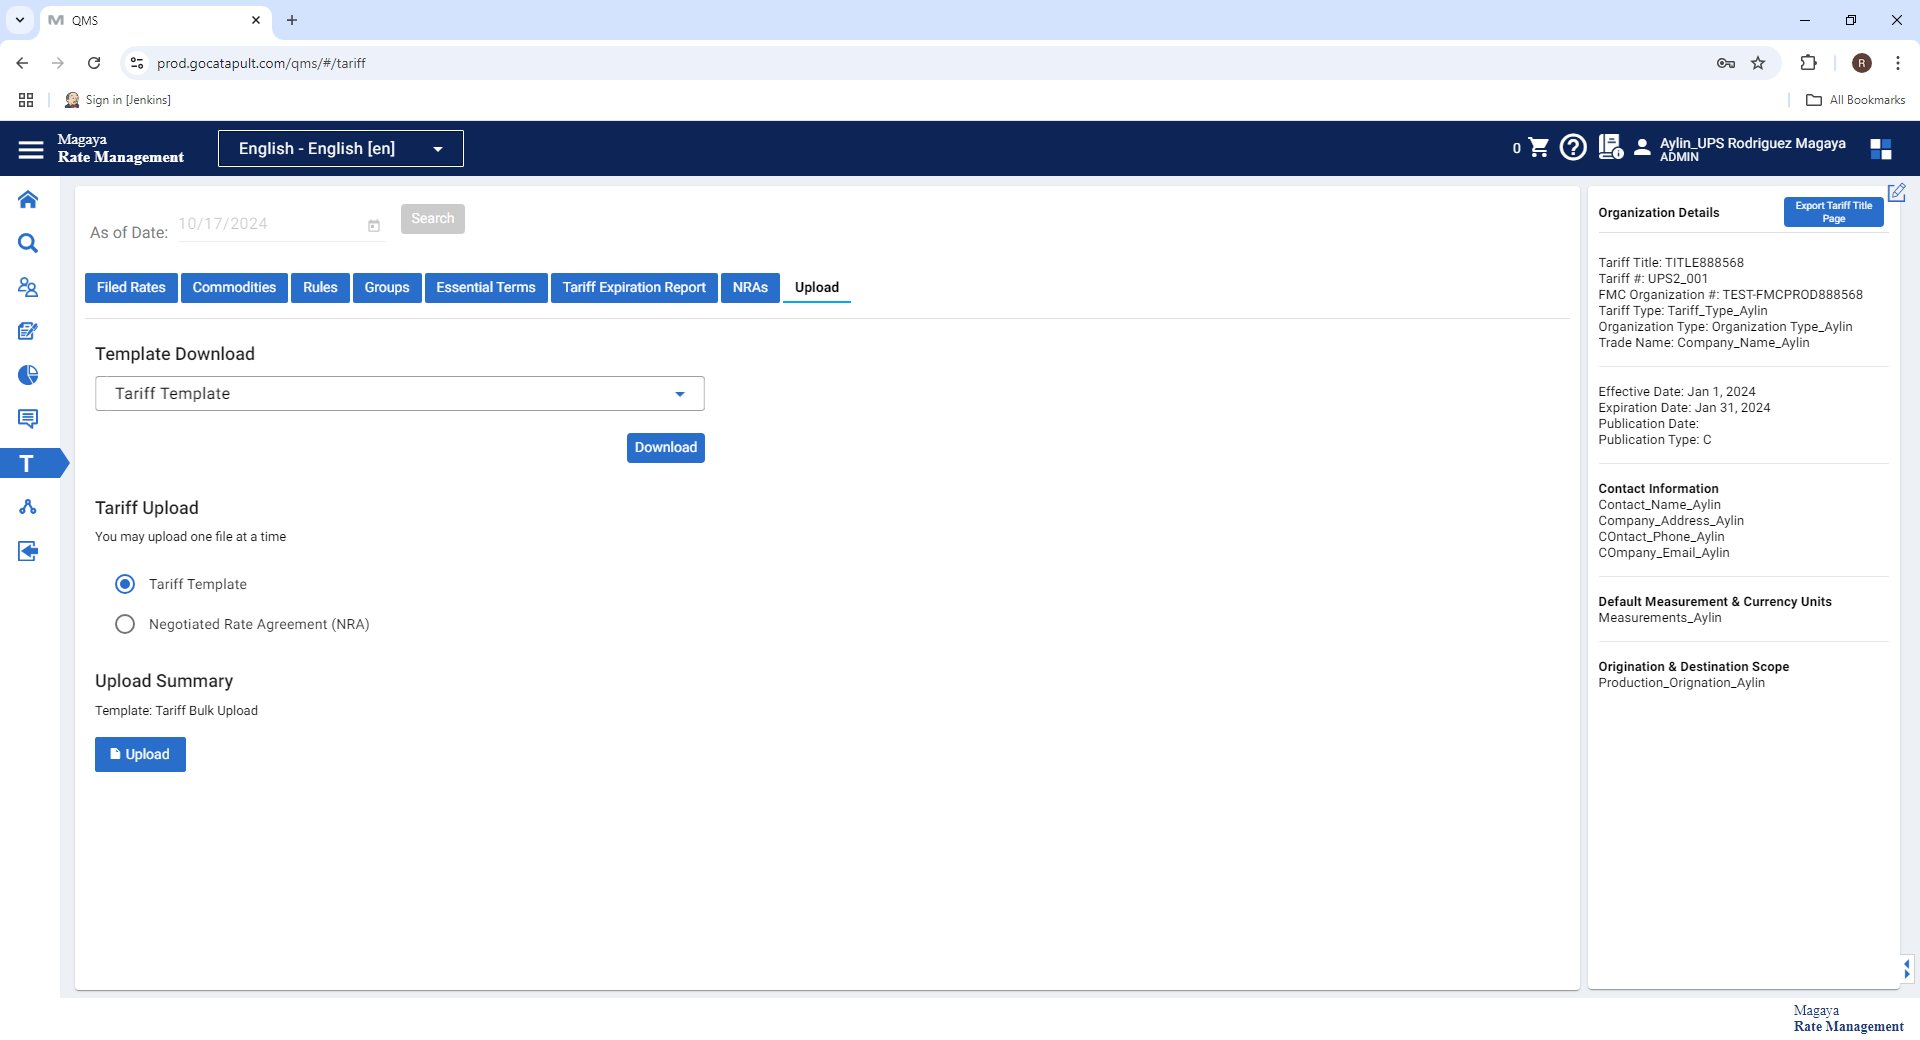 QMS
prod.gocatapult.com/qms/#/tariff
R
Sign in [Jenkins]
All Bookmarks
Magaya
Rate Management
English - English [en]
0
Aylin_UPS Rodriguez Magaya
ADMIN
As of Date:
10/17/2024
Search
Filed Rates
Commodities
Rules
Groups
Essential Terms
Tariff Expiration Report
NRAs
Upload
Template Download
Tariff Template
Download
Tariff Upload
You may upload one file at a time
Tariff Template
Negotiated Rate Agreement (NRA)
Upload Summary
Template: Tariff Bulk Upload
Upload
T
Organization Details
Export Tariff Title
Page
Tariff Title: TITLE888568
Tariff #: UPS2_001
FMC Organization #: TEST-FMCPROD888568
Tariff Type: Tariff_Type_Aylin
Organization Type: Organization Type_Aylin
Trade Name: Company_Name_Aylin
Effective Date: Jan 1, 2024
Expiration Date: Jan 31, 2024
Publication Date:
Publication Type: C
Contact Information
Contact_Name_Aylin
Company_Address_Aylin
COntact_Phone_Aylin
COmpany_Email_Aylin
Default Measurement & Currency Units
Measurements_Aylin
Origination & Destination Scope
Production_Orignation_Aylin
Magaya
Rate Management